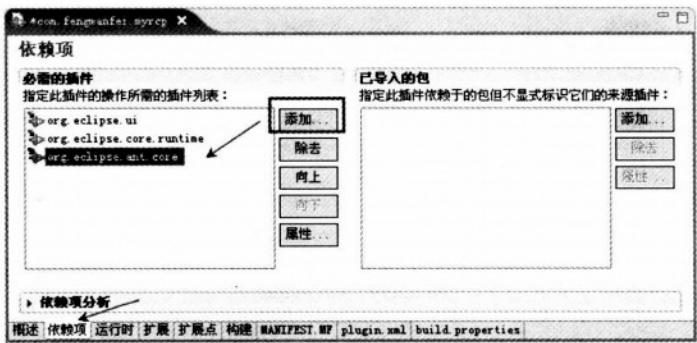 *com.fengwanfei.myrcp
依赖项
必需的插件
指定此插件的操作所需的插件列表：
org.eclipse.ui
org.eclipse.core.runtime
org.eclipse.ant.core
添加...
除去
向上
向下
属性...
已导入的包
指定此插件依赖于的包但不显式标识它们的来源插件：
添加...
除去
属性...
依赖项分析
概述 依赖项 运行时 扩展 扩展点 构建 MANIFEST.MF plugin.xml build.properties